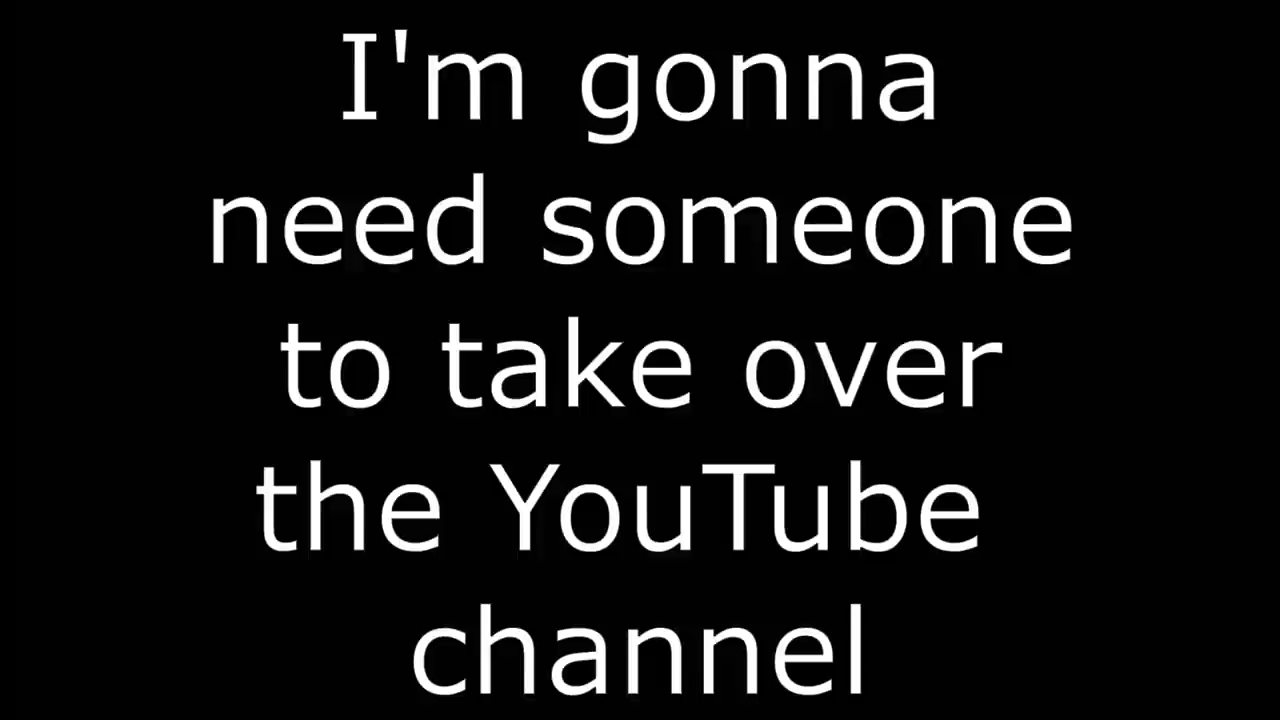 I'm gonna
need someone
to take over
the YouTube
channel